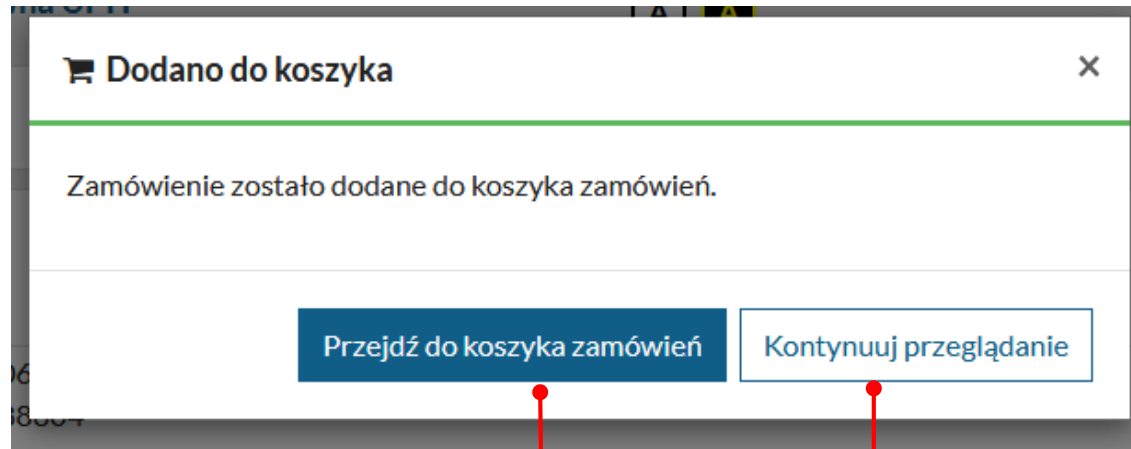 A A
Dodano do koszyka ×
Zamówienie zostało dodane do koszyka zamówień.
Przejdź do koszyka zamówień Kontynuuj przeglądanie